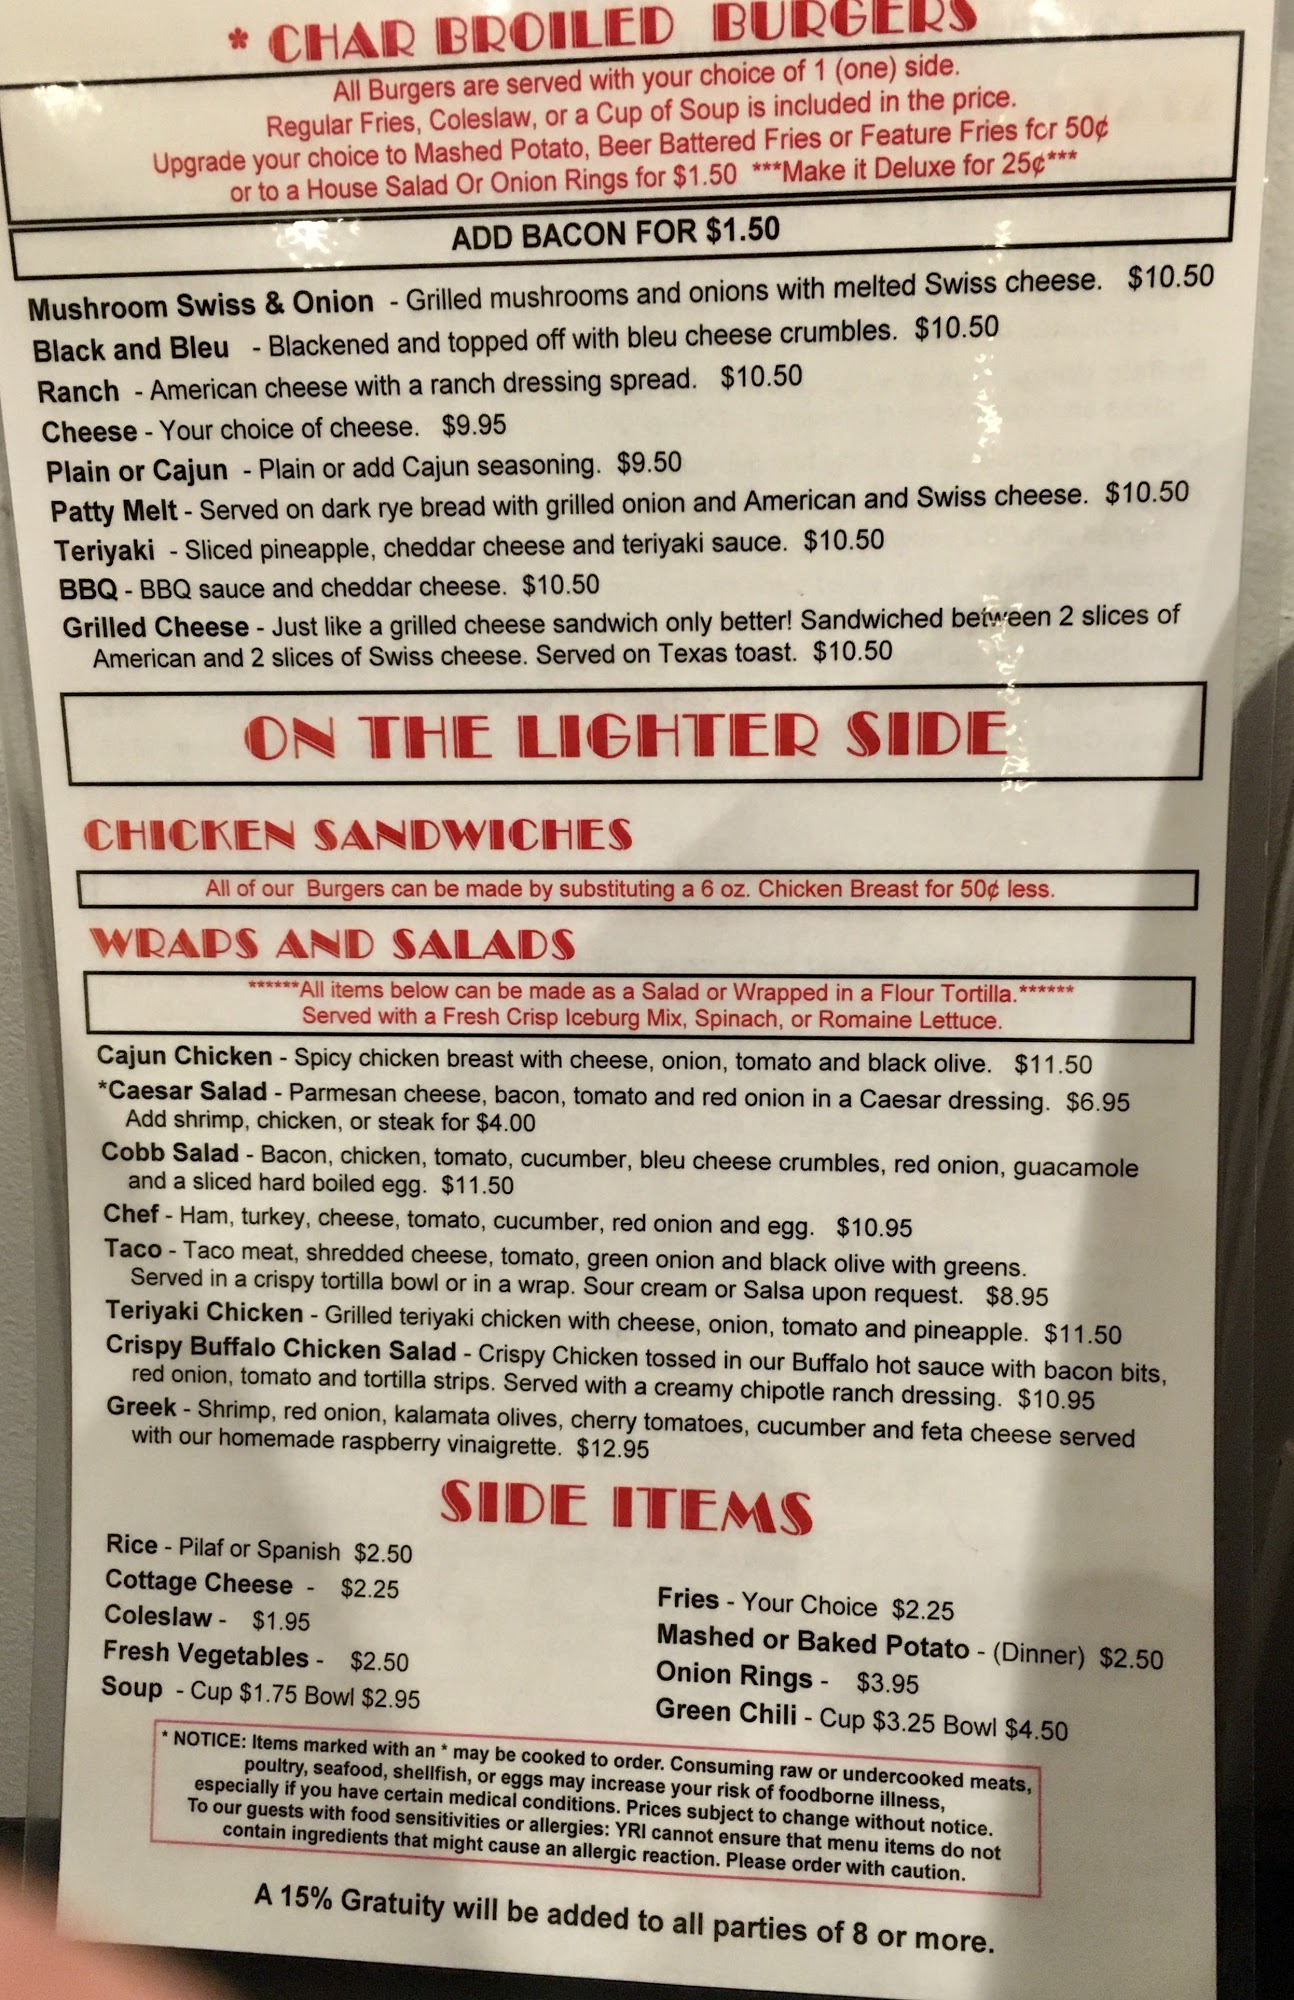 * CHAR BROILED BURGERS
All Burgers are served with your choice of 1 (one) side.
Regular Fries, Coleslaw, or a Cup of Soup is included in the price.
Upgrade your choice to Mashed Potato, Beer Battered Fries or Feature Fries for 50¢
or to a House Salad Or Onion Rings for $1.50 ***Make it Deluxe for 25¢***
ADD BACON FOR $1.50
Mushroom Swiss & Onion - Grilled mushrooms and onions with melted Swiss cheese. $10.50
Black and Bleu - Blackened and topped off with bleu cheese crumbles. $10.50
Ranch - American cheese with a ranch dressing spread. $10.50
Cheese - Your choice of cheese. $9.95
Plain or Cajun - Plain or add Cajun seasoning. $9.50
Patty Melt - Served on dark rye bread with grilled onion and American and Swiss cheese. $10.50
Teriyaki - Sliced pineapple, cheddar cheese and teriyaki sauce. $10.50
BBQ - BBQ sauce and cheddar cheese. $10.50
Grilled Cheese - Just like a grilled cheese sandwich only better! Sandwiched between 2 slices of
American and 2 slices of Swiss cheese. Served on Texas toast. $10.50
ON THE LIGHTER SIDE
CHICKEN SANDWICHES
All of our Burgers can be made by substituting a 6 oz. Chicken Breast for 50¢ less.
WRAPS AND SALADS
******All items below can be made as a Salad or Wrapped in a Flour Tortilla.******
Served with a Fresh Crisp Iceburg Mix, Spinach, or Romaine Lettuce.
Cajun Chicken - Spicy chicken breast with cheese, onion, tomato and black olive. $11.50
*Caesar Salad - Parmesan cheese, bacon, tomato and red onion in a Caesar dressing. $6.95
Add shrimp, chicken, or steak for $4.00
Cobb Salad - Bacon, chicken, tomato, cucumber, bleu cheese crumbles, red onion, guacamole
and a sliced hard boiled egg. $11.50
Chef - Ham, turkey, cheese, tomato, cucumber, red onion and egg. $10.95
Taco - Taco meat, shredded cheese, tomato, green onion and black olive with greens.
Served in a crispy tortilla bowl or in a wrap. Sour cream or Salsa upon request. $8.95
Teriyaki Chicken - Grilled teriyaki chicken with cheese, onion, tomato and pineapple. $11.50
Crispy Buffalo Chicken Salad - Crispy Chicken tossed in our Buffalo hot sauce with bacon bits,
red onion, tomato and tortilla strips. Served with a creamy chipotle ranch dressing. $10.95
Greek - Shrimp, red onion, kalamata olives, cherry tomatoes, cucumber and feta cheese served
with our homemade raspberry vinaigrette. $12.95
SIDE ITEMS
Rice - Pilaf or Spanish $2.50
Cottage Cheese - $2.25
Coleslaw - $1.95
Fresh Vegetables - $2.50
Soup - Cup $1.75 Bowl $2.95
Fries - Your Choice $2.25
Mashed or Baked Potato - (Dinner) $2.50
Onion Rings - $3.95
Green Chili - Cup $3.25 Bowl $4.50
* NOTICE: Items marked with an * may be cooked to order. Consuming raw or undercooked meats,
poultry, seafood, shellfish, or eggs may increase your risk of foodborne illness,
especially if you have certain medical conditions. Prices subject to change without notice.
To our guests with food sensitivities or allergies: YRI cannot ensure that menu items do not
contain ingredients that might cause an allergic reaction. Please order with caution.
A 15% Gratuity will be added to all parties of 8 or more.